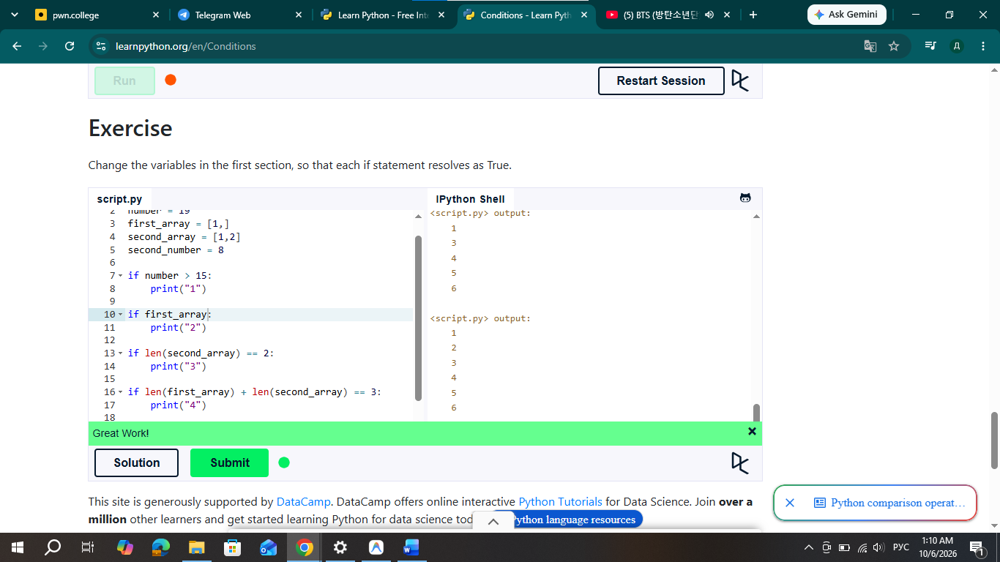 pwn.college
Telegram Web
Learn Python - Free Inte
Conditions - Learn Pyth
(5) BTS (방탄소년단
Ask Gemini
learnpython.org/en/Conditions
Д
Run
Restart Session
Exercise
Change the variables in the first section, so that each if statement resolves as True.
script.py
2 number = 19
3 first_array = [1,]
4 second_array = [1,2]
5 second_number = 8
6
7 if number > 15:
8 print("1")
9
10 if first_array:
11 print("2")
12
13 if len(second_array) == 2:
14 print("3")
15
16 if len(first_array) + len(second_array) == 3:
17 print("4")
18
IPython Shell
<script.py> output:
1
3
4
5
6
<script.py> output:
1
2
3
4
5
6
Great Work!
Solution
Submit
This site is generously supported by DataCamp. DataCamp offers online interactive Python Tutorials for Data Science. Join over a
million other learners and get started learning Python for data science tod
ython language resources
Python comparison operat...
РУС
1:10 AM
10/6/2026
1